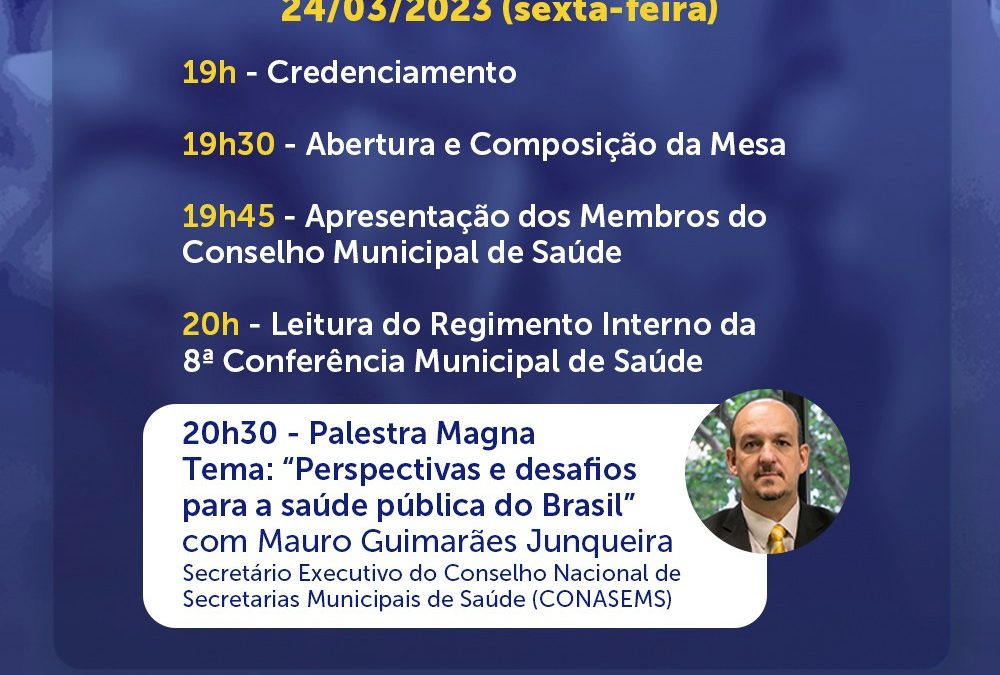 24/03/2023 (sexta-feira)
19h - Credenciamento
19h30 - Abertura e Composição da Mesa
19h45 - Apresentação dos Membros do
Conselho Municipal de Saúde
20h - Leitura do Regimento Interno da
8ª Conferência Municipal de Saúde
20h30 - Palestra Magna
Tema: “Perspectivas e desafios
para a saúde pública do Brasil”
com Mauro Guimarães Junqueira
Secretário Executivo do Conselho Nacional de
Secretarias Municipais de Saúde (CONASEMS)